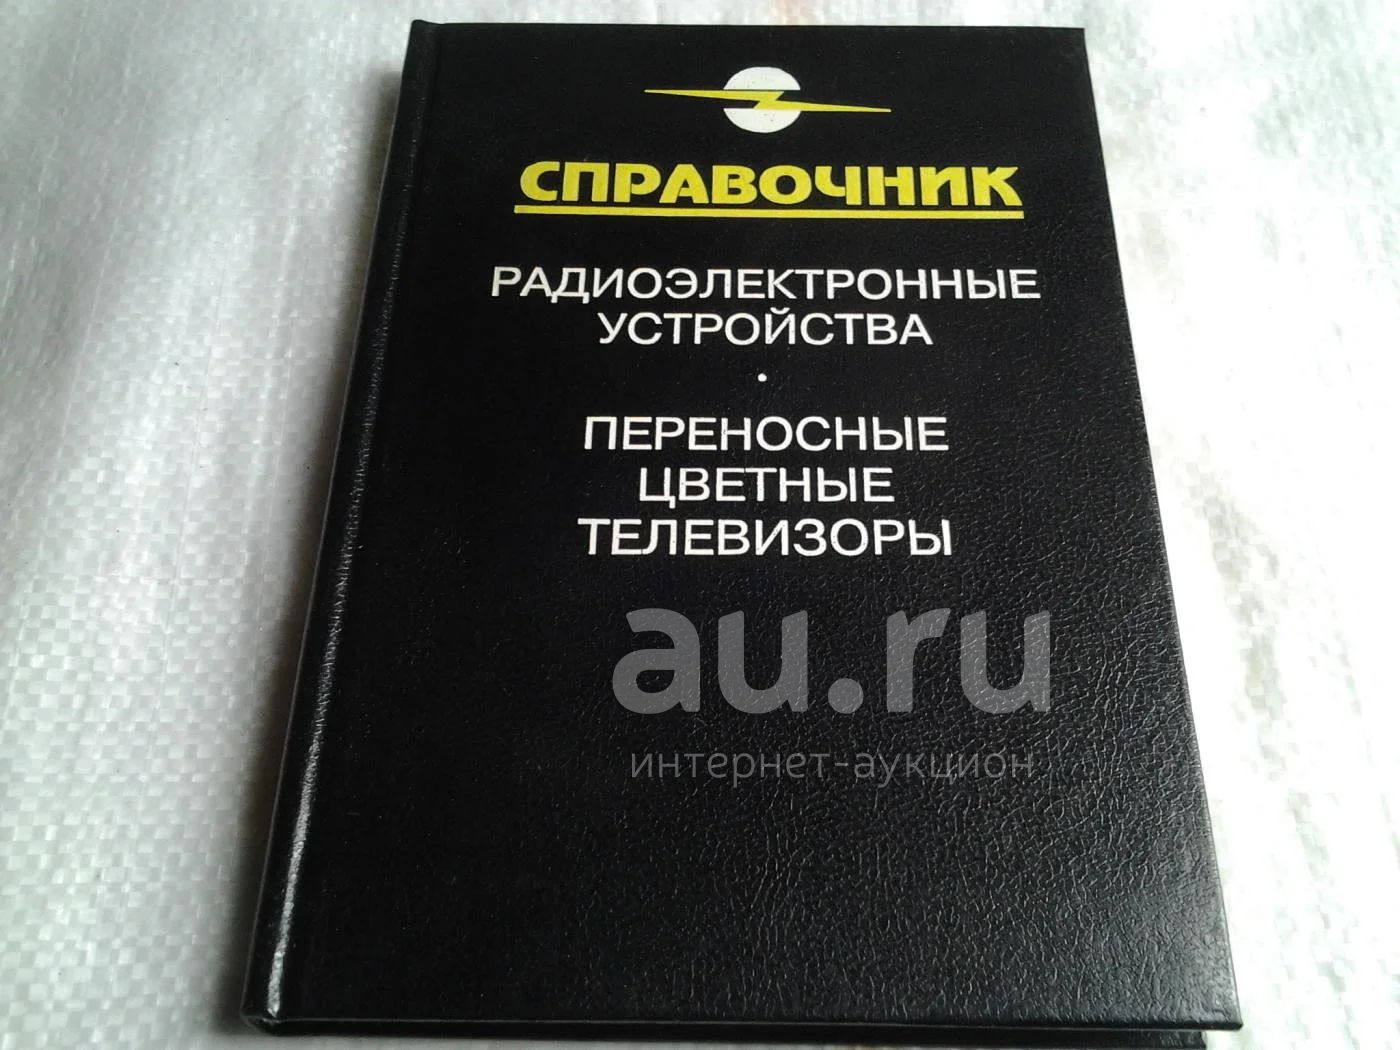 СПРАВОЧНИК
РАДИОЭЛЕКТРОННЫЕ
УСТРОЙСТВА
·
ПЕРЕНОСНЫЕ
ЦВЕТНЫЕ
ТЕЛЕВИЗОРЫ
au.ru
интернет-аукцион